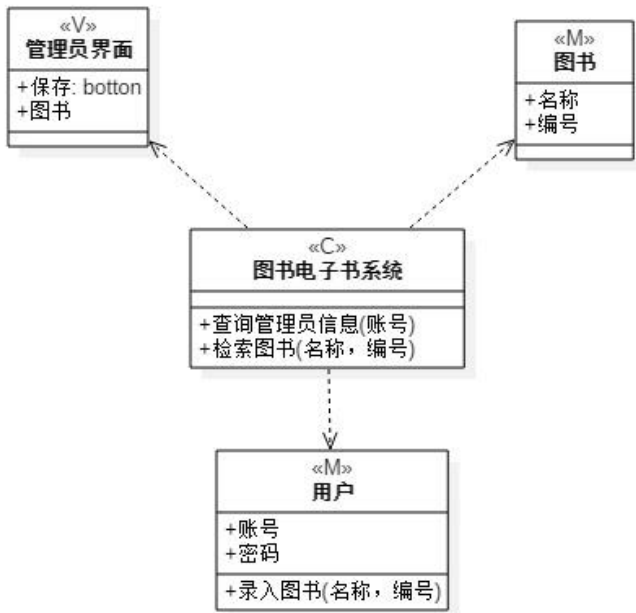 «V»
管理员界面
+保存: botton
+图书
«M»
图书
+名称
+编号
«C»
图书电子书系统
+查询管理员信息(账号)
+检索图书(名称，编号)
«M»
用户
+账号
+密码
+录入图书(名称，编号)